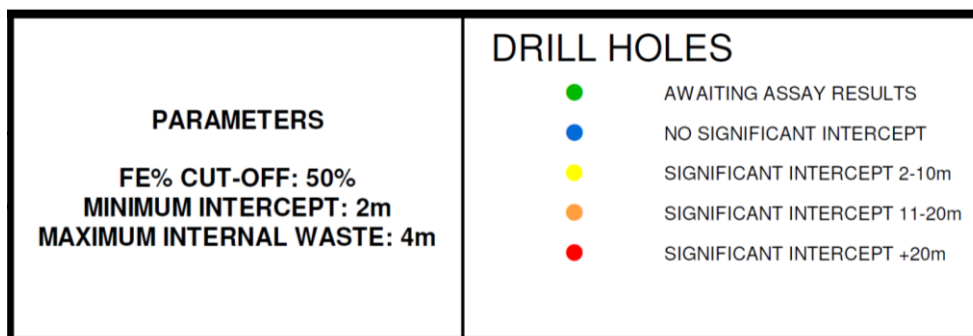 PARAMETERS
FE% CUT-OFF: 50%
MINIMUM INTERCEPT: 2m
MAXIMUM INTERNAL WASTE: 4m
DRILL HOLES
AWAITING ASSAY RESULTS
NO SIGNIFICANT INTERCEPT
SIGNIFICANT INTERCEPT 2-10m
SIGNIFICANT INTERCEPT 11-20m
SIGNIFICANT INTERCEPT +20m